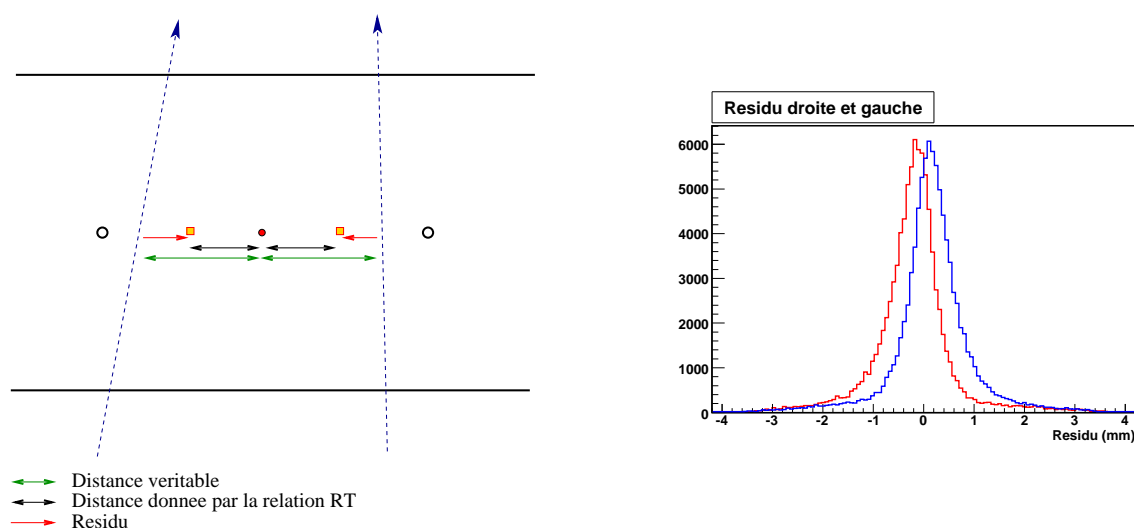 Distance veritable
Distance donnee par la relation RT
Residu
Residu droite et gauche
6000
5000
4000
3000
2000
1000
0
-4 -3 -2 -1 0 1 2 3 4
Residu (mm)